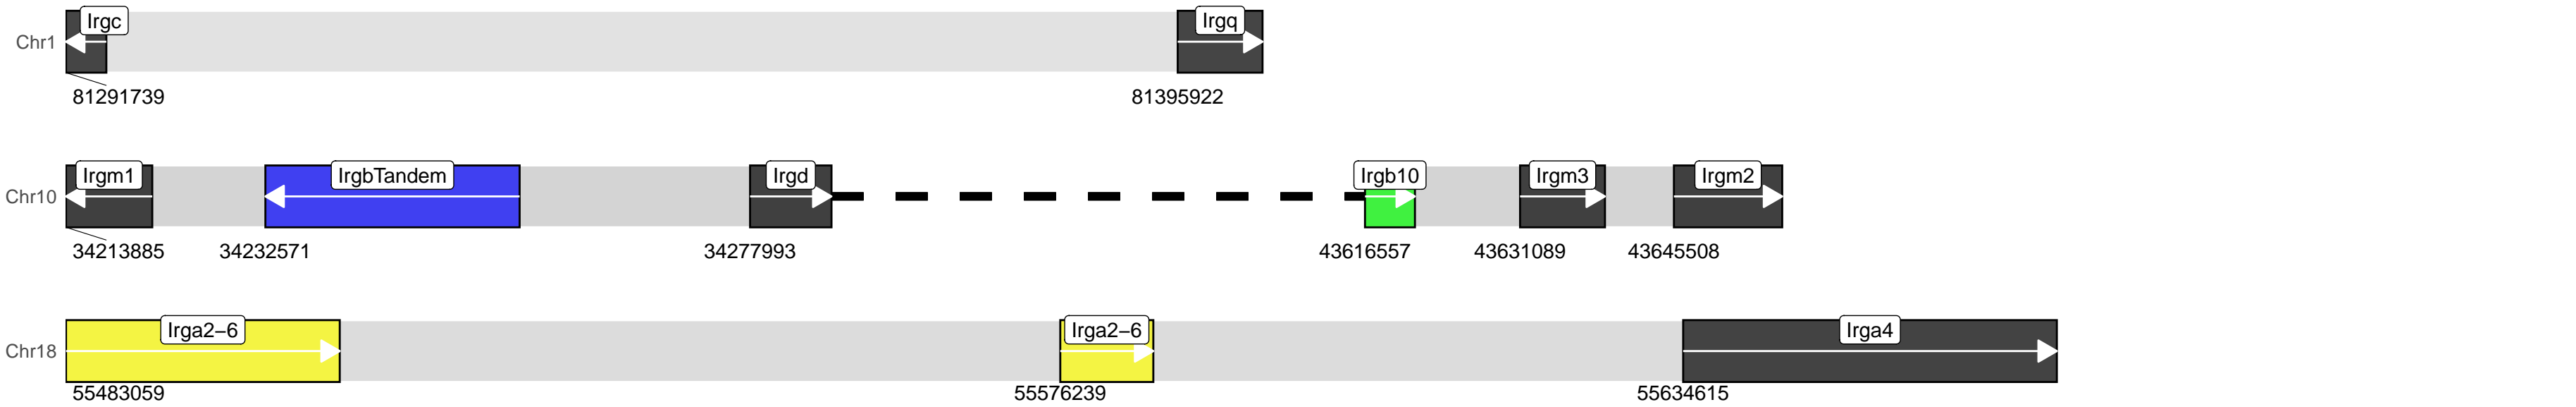 Irgc Irgq
Chr1
81291739 81395922
Irgm1 IrgbTandem Irgd Irgb10 Irgm3 Irgm2
Chr10
34213885 34232571 34277993 43616557 43631089 43645508
Irga2−6 Irga2−6 Irga4
Chr18
55483059 55576239 55634615